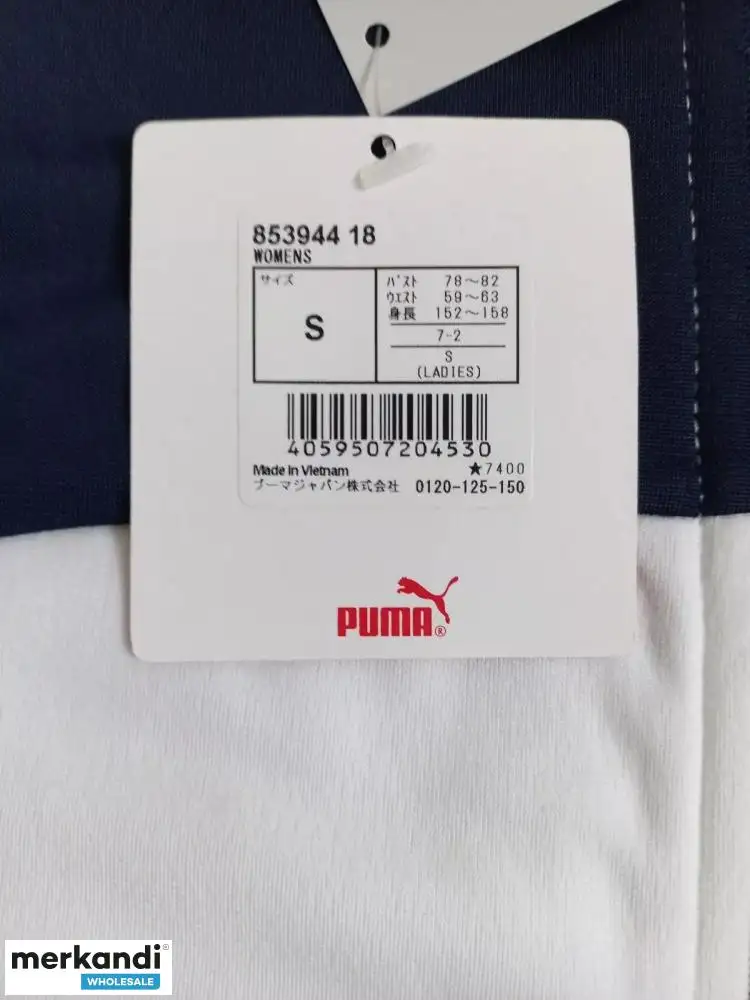 853944 18
WOMENS
サイズ
S
バスト 78～82
ウエスト 59～63
身長 152～158
7-2
S
(LADIES)
4059507204530
Made in Vietnam
★7400
プーマジャパン株式会社 0120-125-150
PUMA®
merkandi®
WHOLESALE